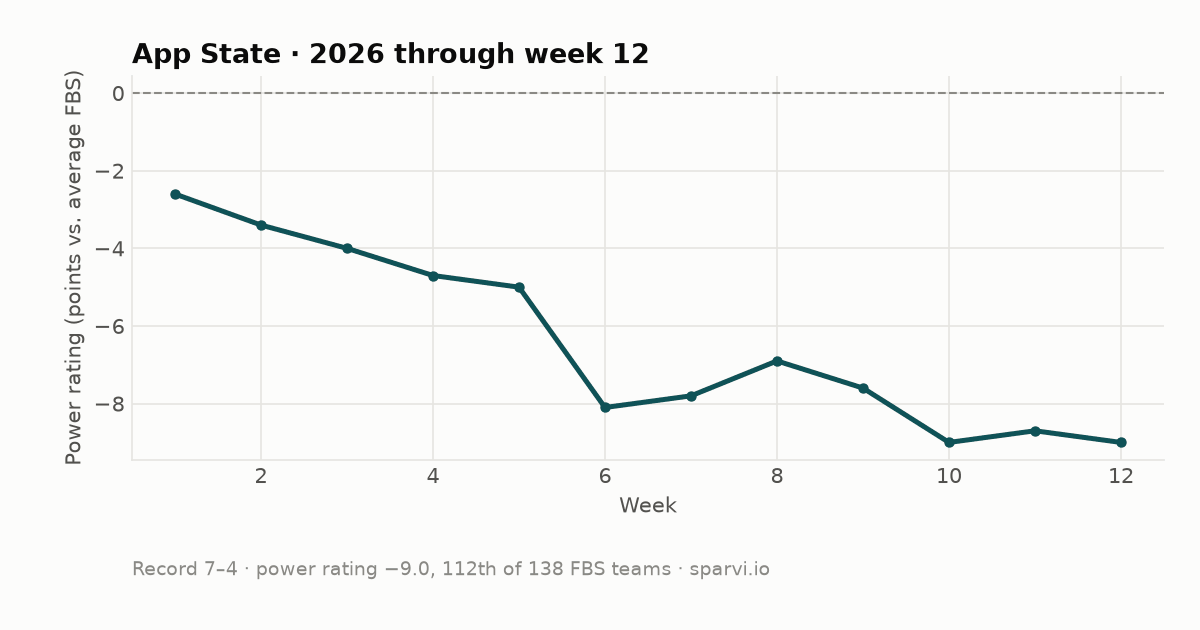 App State · 2026 through week 12
Power rating (points vs. average FBS)
0
−2
−4
−6
−8
2 4 6 8 10 12
Week
Record 7–4 · power rating −9.0, 112th of 138 FBS teams · sparvi.io